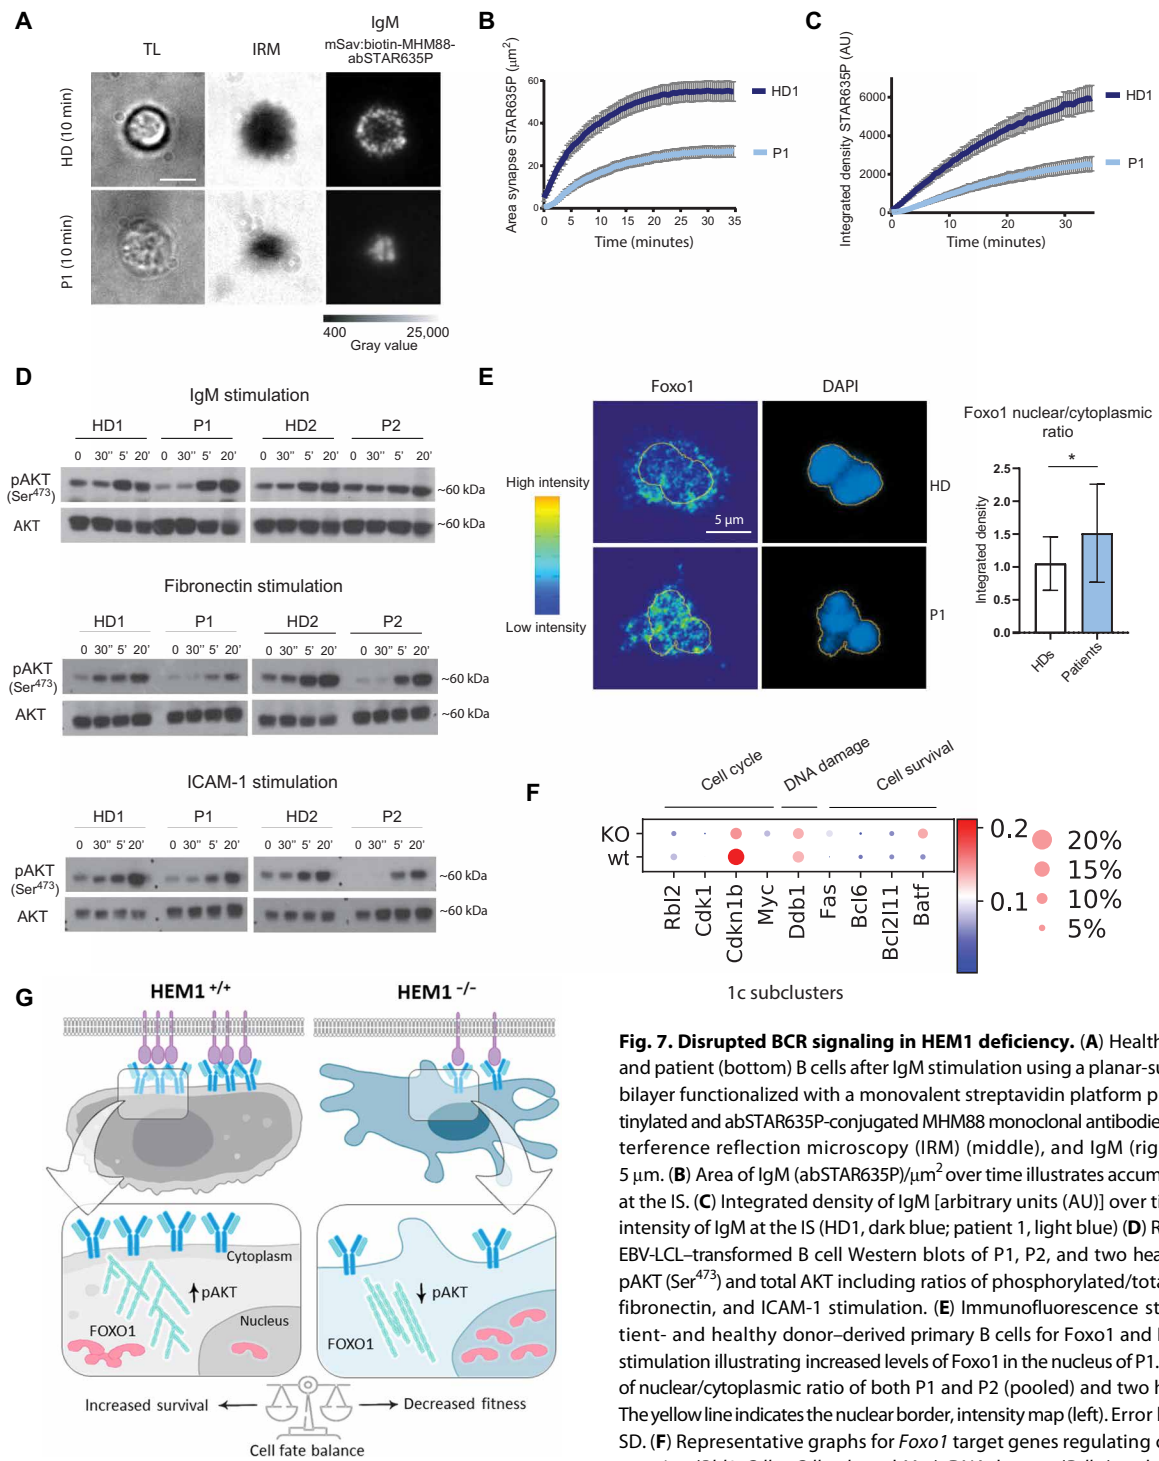 A
TL
IRM
IgM
mSav:biotin-MHM88-
abSTAR635P
HD (10 min)
P1 (10 min)
400 25,000
Gray value
B
Area synapse STAR635P (μm²)
60
40
20
0
0 5 10 15 20 25 30 35
Time (minutes)
HD1
P1
C
Integrated density STAR635P (AU)
6000
4000
2000
0
0 10 20 30
Time (minutes)
HD1
P1
D
IgM stimulation
HD1 P1 HD2 P2
0 30'' 5' 20' 0 30'' 5' 20' 0 30'' 5' 20' 0 30'' 5' 20'
pAKT
(Ser⁴⁷³)
~60 kDa
AKT
~60 kDa
Fibronectin stimulation
HD1 P1 HD2 P2
0 30'' 5' 20' 0 30'' 5' 20' 0 30'' 5' 20' 0 30'' 5' 20'
pAKT
(Ser⁴⁷³)
~60 kDa
AKT
~60 kDa
ICAM-1 stimulation
HD1 P1 HD2 P2
0 30'' 5' 20' 0 30'' 5' 20' 0 30'' 5' 20' 0 30'' 5' 20'
pAKT
(Ser⁴⁷³)
~60 kDa
AKT
~60 kDa
E
Foxo1
DAPI
High intensity
Low intensity
5 μm
HD
P1
Foxo1 nuclear/cytoplasmic
ratio
*
Integrated density
2.5
2.0
1.5
1.0
0.5
0.0
HDs
Patients
F
Cell cycle
DNA damage
Cell survival
KO
wt
Rbl2
Cdk1
Cdkn1b
Myc
Ddb1
Fas
Bcl6
Bcl2l11
Batf
0.2
0.1
20%
15%
10%
5%
1c subclusters
G
HEM1 +/+
HEM1 −/−
Cytoplasm
pAKT
Nucleus
FOXO1
pAKT
FOXO1
Increased survival
Decreased fitness
Cell fate balance
Fig. 7. Disrupted BCR signaling in HEM1 deficiency. (A) Health
and patient (bottom) B cells after IgM stimulation using a planar-su
bilayer functionalized with a monovalent streptavidin platform p
tinylated and abSTAR635P-conjugated MHM88 monoclonal antibodie
terference reflection microscopy (IRM) (middle), and IgM (rig
5 μm. (B) Area of IgM (abSTAR635P)/μm² over time illustrates accum
at the IS. (C) Integrated density of IgM [arbitrary units (AU)] over ti
intensity of IgM at the IS (HD1, dark blue; patient 1, light blue) (D) R
EBV-LCL–transformed B cell Western blots of P1, P2, and two hea
pAKT (Ser⁴⁷³) and total AKT including ratios of phosphorylated/tota
fibronectin, and ICAM-1 stimulation. (E) Immunofluorescence st
tient- and healthy donor–derived primary B cells for Foxo1 and
stimulation illustrating increased levels of Foxo1 in the nucleus of P1.
of nuclear/cytoplasmic ratio of both P1 and P2 (pooled) and two h
The yellow line indicates the nuclear border, intensity map (left). Error
SD. (F) Representative graphs for Foxo1 target genes regulating